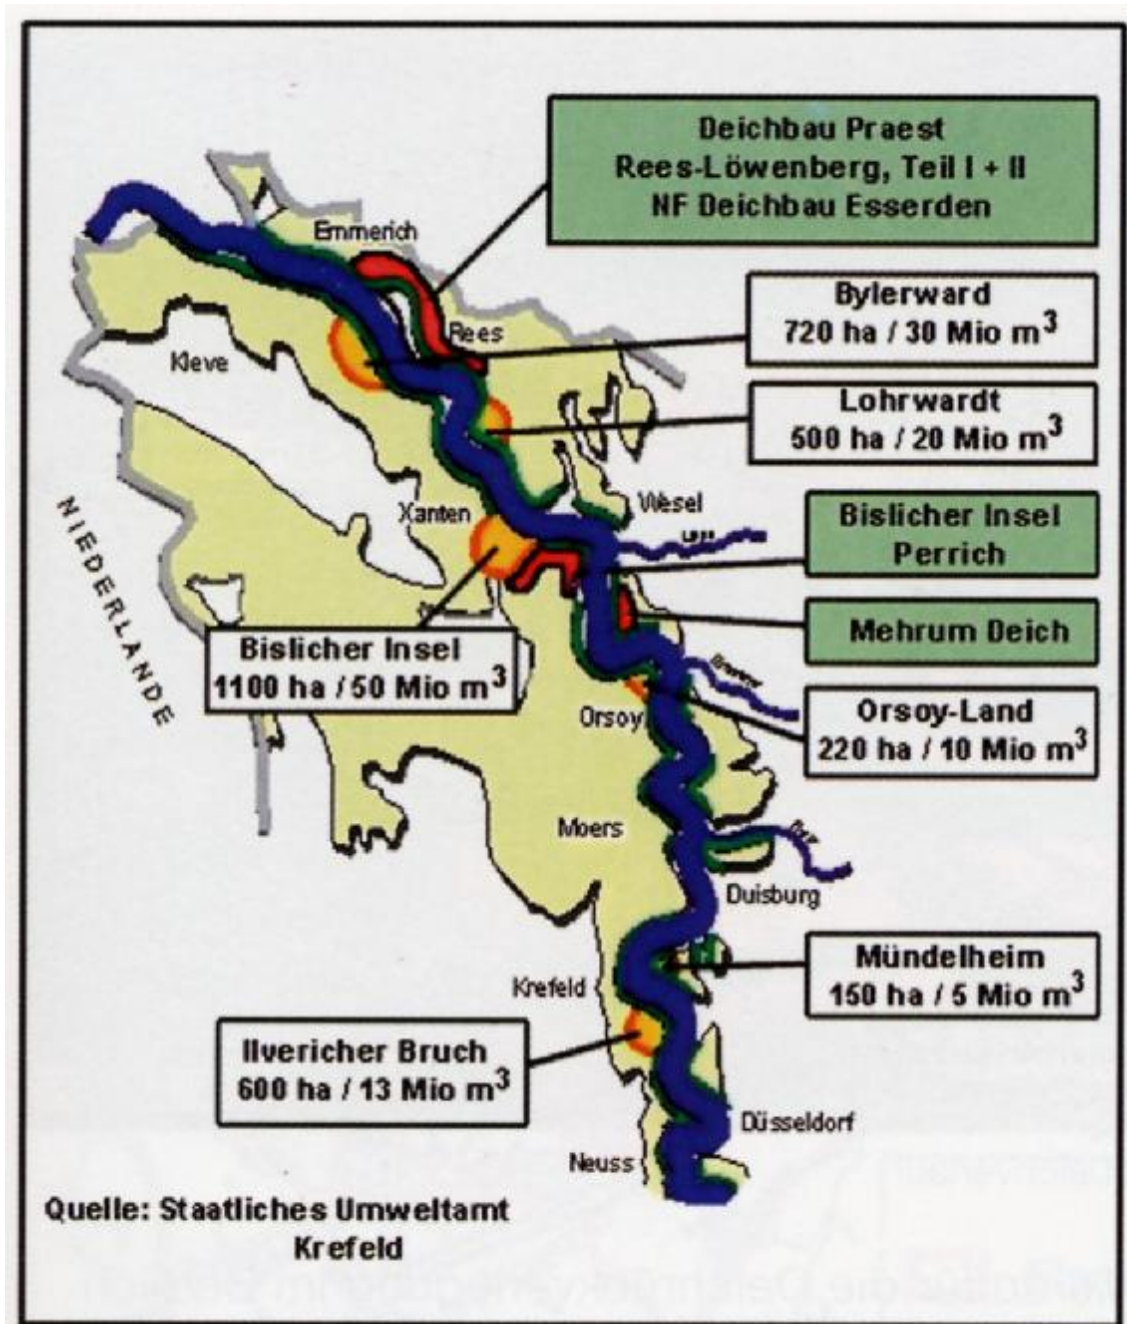 Deichbau Praest
Rees-Löwenberg, Teil I + II
NF Deichbau Esserden
Emmerich
Bylerward
720 ha / 30 Mio m³
Rees
Kleve
Lohrwardt
500 ha / 20 Mio m³
Xanten
Wesel
NIEDERLANDE
Bislicher Insel
Perrich
Mehrum Deich
Bislicher Insel
1100 ha / 50 Mio m³
Orsoy
Orsoy-Land
220 ha / 10 Mio m³
Moers
Duisburg
Mündelheim
150 ha / 5 Mio m³
Krefeld
Ilvericher Bruch
600 ha / 13 Mio m³
Düsseldorf
Neuss
Quelle: Staatliches Umweltamt
Krefeld